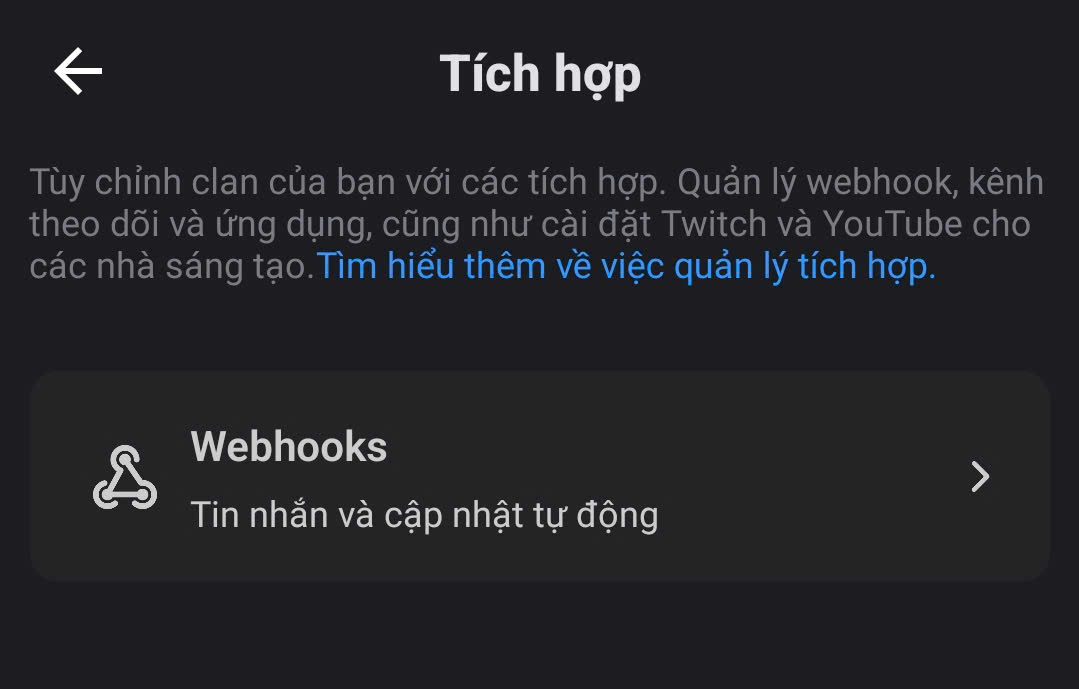 Tích hợp
Tùy chỉnh clan của bạn với các tích hợp. Quản lý webhook, kênh
theo dõi và ứng dụng, cũng như cài đặt Twitch và YouTube cho
các nhà sáng tạo.Tìm hiểu thêm về việc quản lý tích hợp.
Webhooks
Tin nhắn và cập nhật tự động